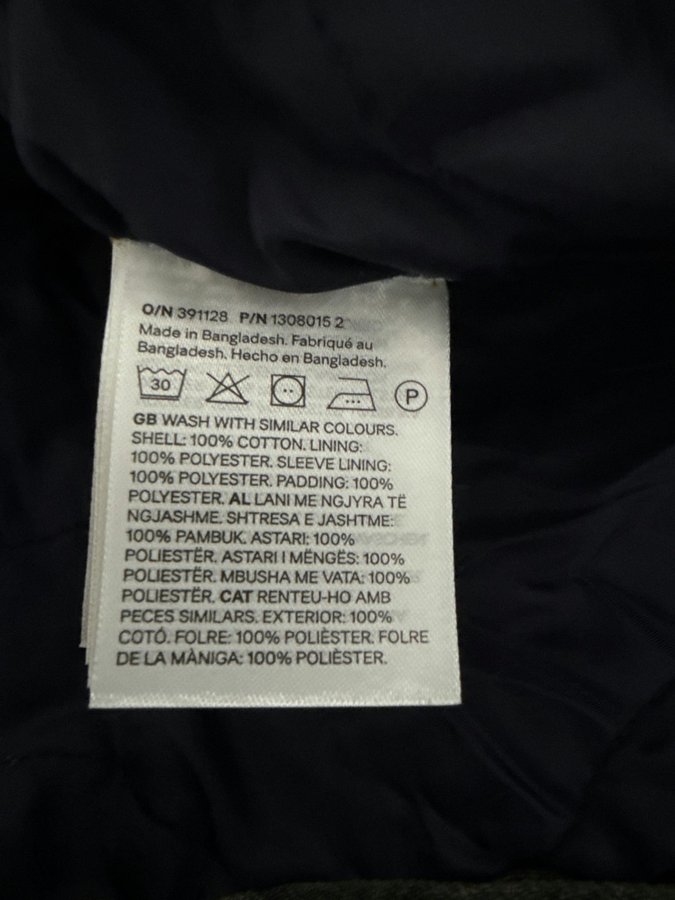 O/N 391128 P/N 1308015 2
Made in Bangladesh. Fabriqué au
Bangladesh. Hecho en Bangladesh.
30 P
GB WASH WITH SIMILAR COLOURS.
SHELL: 100% COTTON. LINING:
100% POLYESTER. SLEEVE LINING:
100% POLYESTER. PADDING: 100%
POLYESTER. AL LANI ME NGJYRA TË
NGJASHME. SHTRESA E JASHTME:
100% PAMBUK. ASTARI: 100%
POLIESTËR. ASTARI I MËNGËS: 100%
POLIESTËR. MBUSHA ME VATA: 100%
POLIESTËR. CAT RENTEU-HO AMB
PECES SIMILARS. EXTERIOR: 100%
COTÓ. FOLRE: 100% POLIÈSTER. FOLRE
DE LA MÀNIGA: 100% POLIÈSTER.